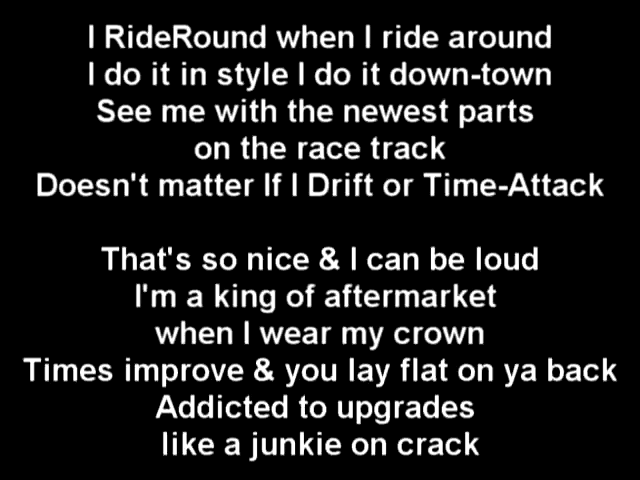 I RideRound when I ride around
I do it in style I do it down-town
See me with the newest parts
on the race track
Doesn't matter If I Drift or Time-Attack
That's so nice & I can be loud
I'm a king of aftermarket
when I wear my crown
Times improve & you lay flat on ya back
Addicted to upgrades
like a junkie on crack